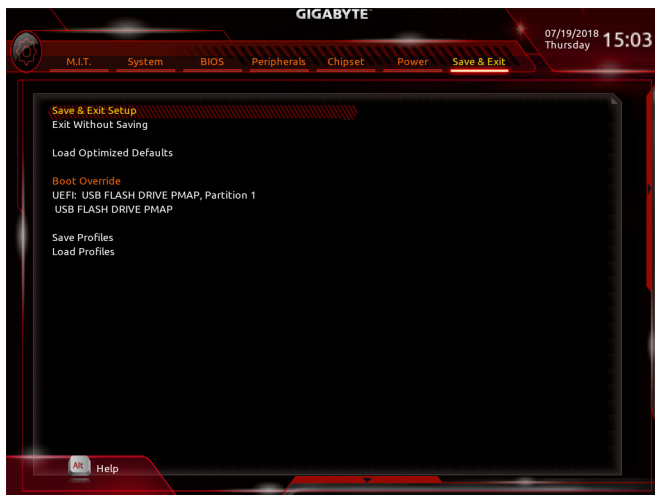 GIGABYTE™
07/19/2018 Thursday 15:03
M.I.T. System BIOS Peripherals Chipset Power Save & Exit
Save & Exit Setup
Exit Without Saving
Load Optimized Defaults
Boot Override
UEFI: USB FLASH DRIVE PMAP, Partition 1
USB FLASH DRIVE PMAP
Save Profiles
Load Profiles
Alt Help